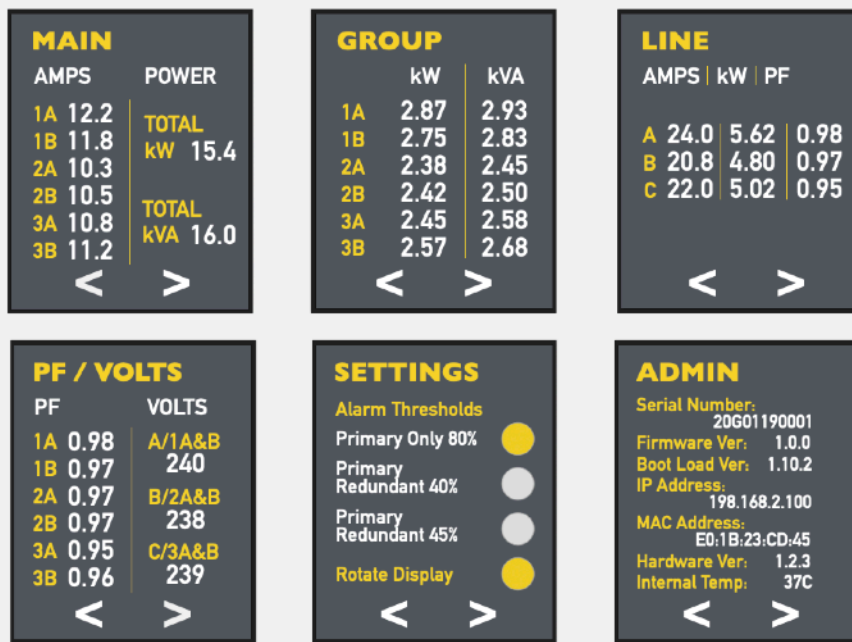 MAIN
AMPS POWER
1A 12.2
1B 11.8
2A 10.3
2B 10.5
3A 10.8
3B 11.2
TOTAL
kW 15.4
TOTAL
kVA 16.0
< >
GROUP
kW kVA
1A 2.87 2.93
1B 2.75 2.83
2A 2.38 2.45
2B 2.42 2.50
3A 2.45 2.58
3B 2.57 2.68
< >
LINE
AMPS | kW | PF
A 24.0 5.62 0.98
B 20.8 4.80 0.97
C 22.0 5.02 0.95
< >
PF / VOLTS
PF VOLTS
1A 0.98
1B 0.97
2A 0.97
2B 0.97
3A 0.95
3B 0.96
A/1A&B
240
B/2A&B
238
C/3A&B
239
< >
SETTINGS
Alarm Thresholds
Primary Only 80%
Primary
Redundant 40%
Primary
Redundant 45%
Rotate Display
< >
ADMIN
Serial Number:
20G01190001
Firmware Ver: 1.0.0
Boot Load Ver: 1.10.2
IP Address:
198.168.2.100
MAC Address:
E0:1B:23:CD:45
Hardware Ver: 1.2.3
Internal Temp: 37C
< >